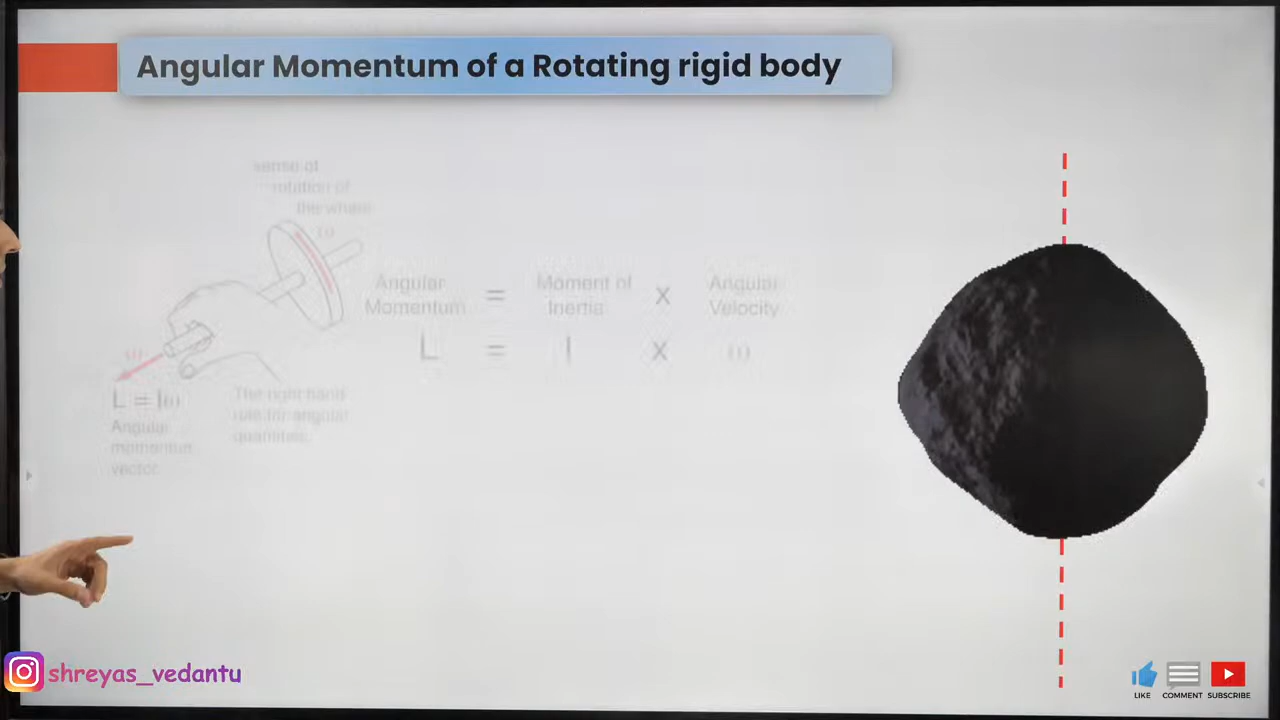 Angular Momentum of a Rotating rigid body
sense of
rotation of
the wheel
ω
Angular
Momentum
=
Moment of
Inertia
x
Angular
Velocity
L = I x ω
ω
L = Iω
Angular
momentum
vector
The right hand
rule for angular
quantities.
shreyas_vedantu
LIKE COMMENT SUBSCRIBE